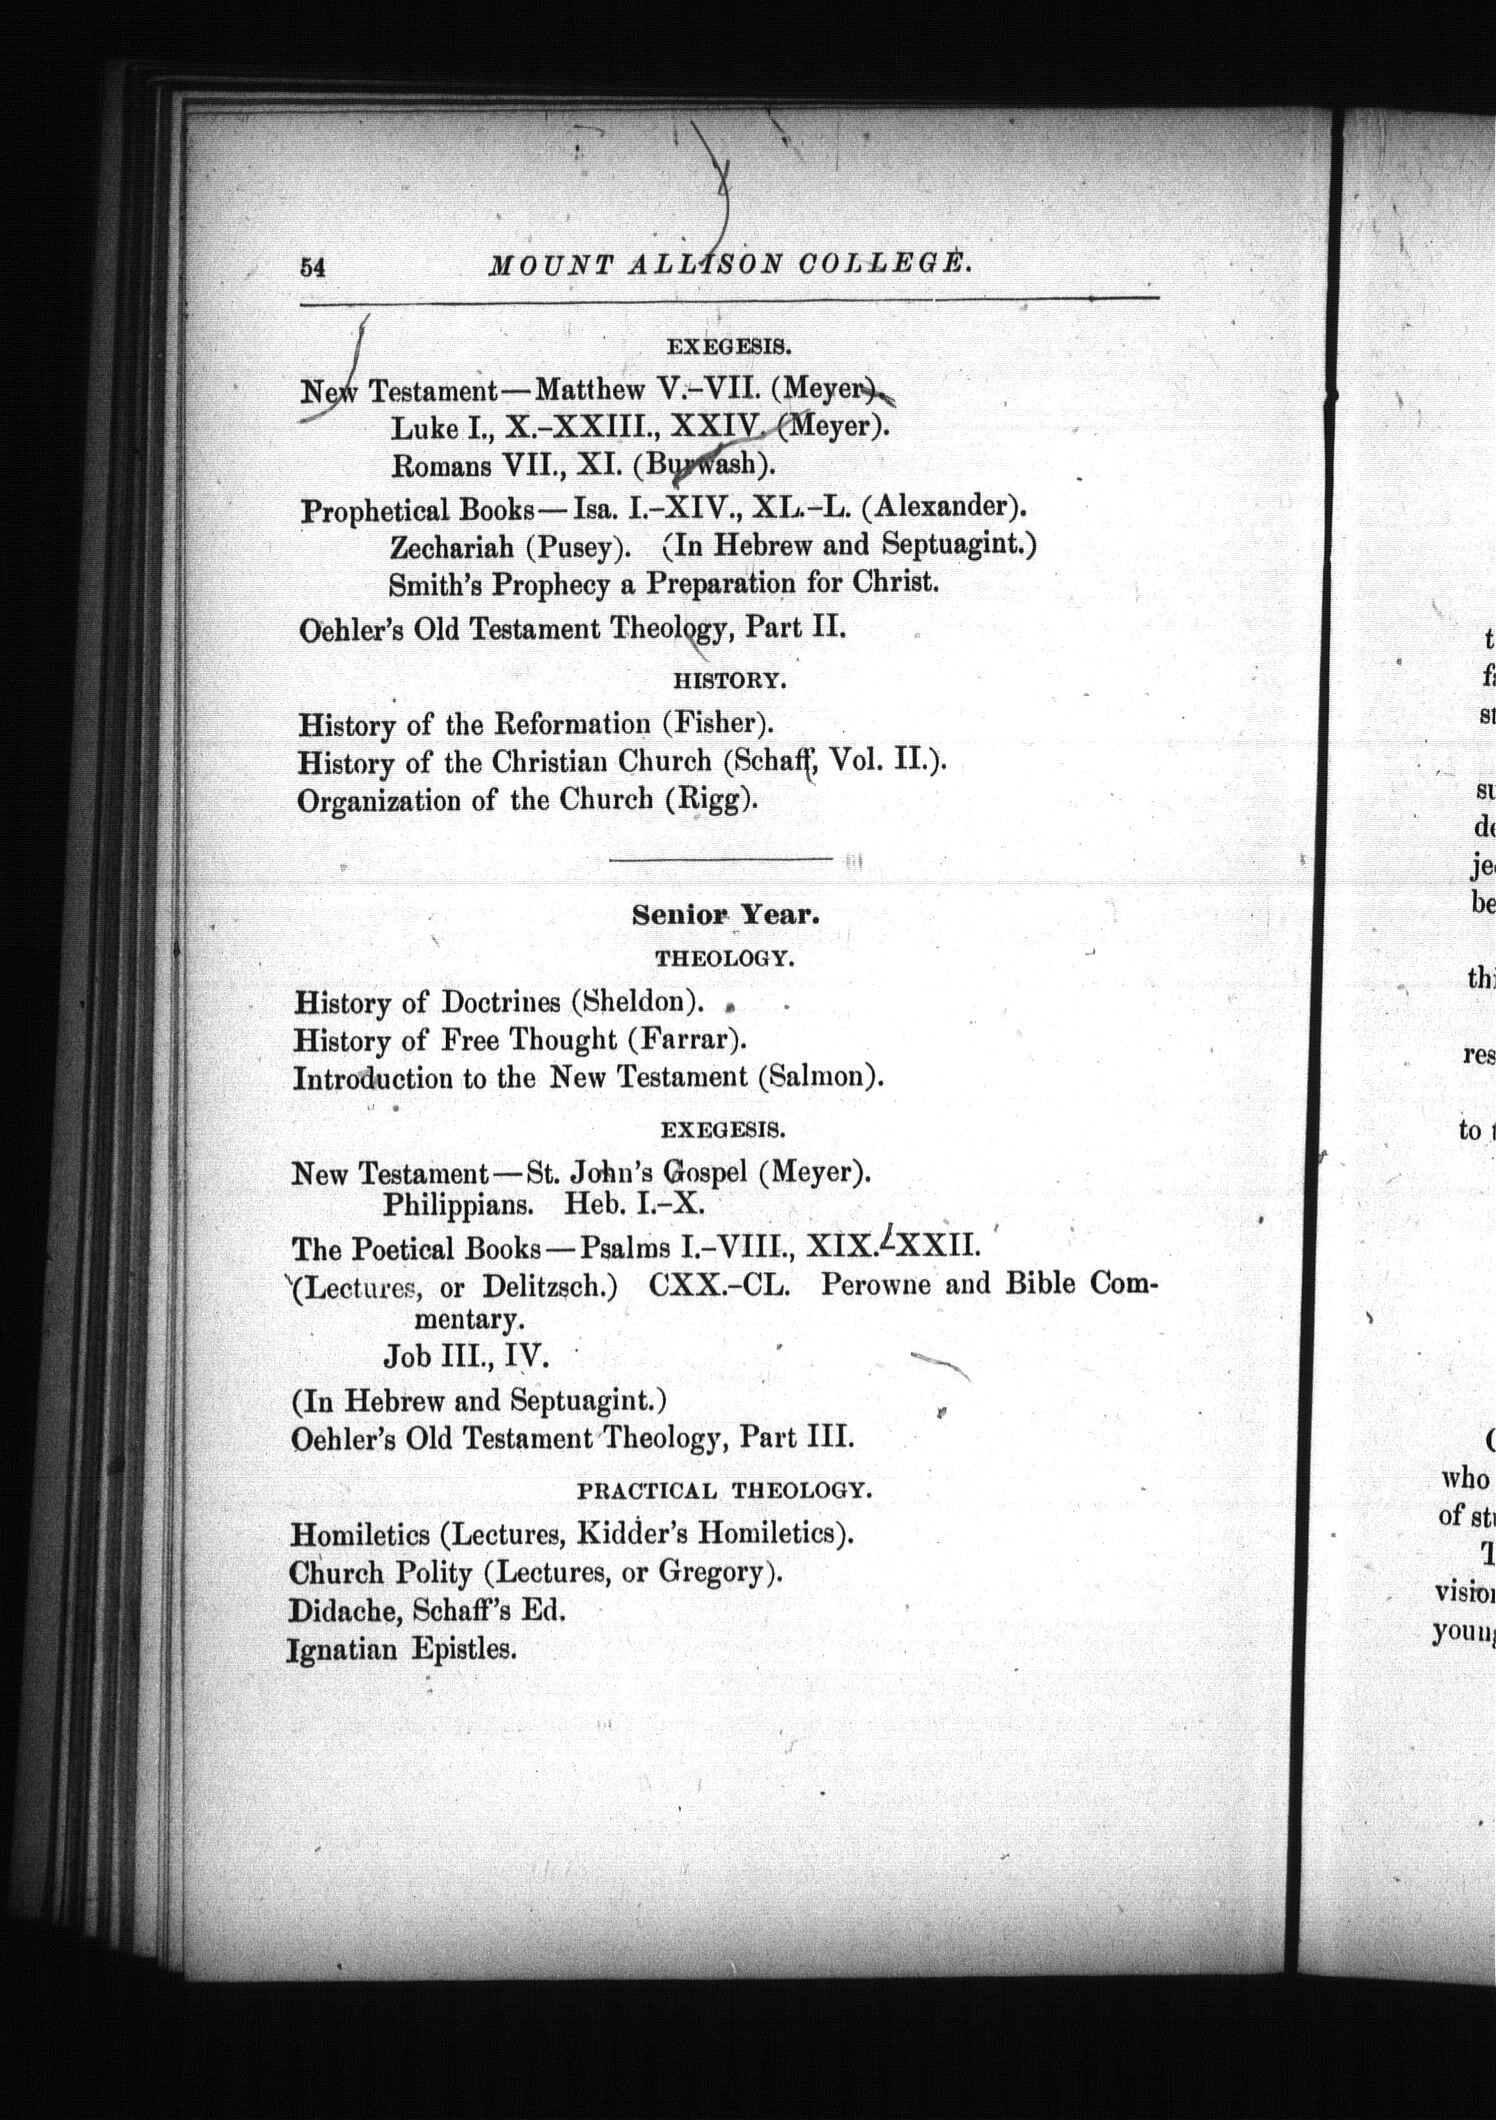 54 MOUNT ALLISON COLLEGE.
EXEGESIS.
New Testament—Matthew V.-VII. (Meyer).
Luke I., X.-XXIII., XXIV. (Meyer).
Romans VII., XI. (Burwash).
Prophetical Books—Isa. I.-XIV., XL.-L. (Alexander).
Zechariah (Pusey). (In Hebrew and Septuagint.)
Smith's Prophecy a Preparation for Christ.
Oehler's Old Testament Theology, Part II.
HISTORY.
History of the Reformation (Fisher).
History of the Christian Church (Schaff, Vol. II.).
Organization of the Church (Rigg).
Senior Year.
THEOLOGY.
History of Doctrines (Sheldon).
History of Free Thought (Farrar).
Introduction to the New Testament (Salmon).
EXEGESIS.
New Testament—St. John's Gospel (Meyer).
Philippians. Heb. I.-X.
The Poetical Books—Psalms I.-VIII., XIX.-XXII.
(Lectures, or Delitzsch.) CXX.-CL. Perowne and Bible Com-
mentary.
Job III., IV.
(In Hebrew and Septuagint.)
Oehler's Old Testament Theology, Part III.
PRACTICAL THEOLOGY.
Homiletics (Lectures, Kidder's Homiletics).
Church Polity (Lectures, or Gregory).
Didache, Schaff's Ed.
Ignatian Epistles.
be
to
who
of